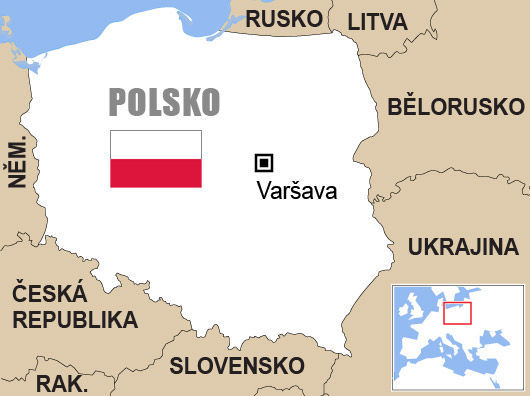 RUSKO
LITVA
POLSKO
BĚLORUSKO
NĚM.
Varšava
UKRAJINA
ČESKÁ
REPUBLIKA
SLOVENSKO
RAK.